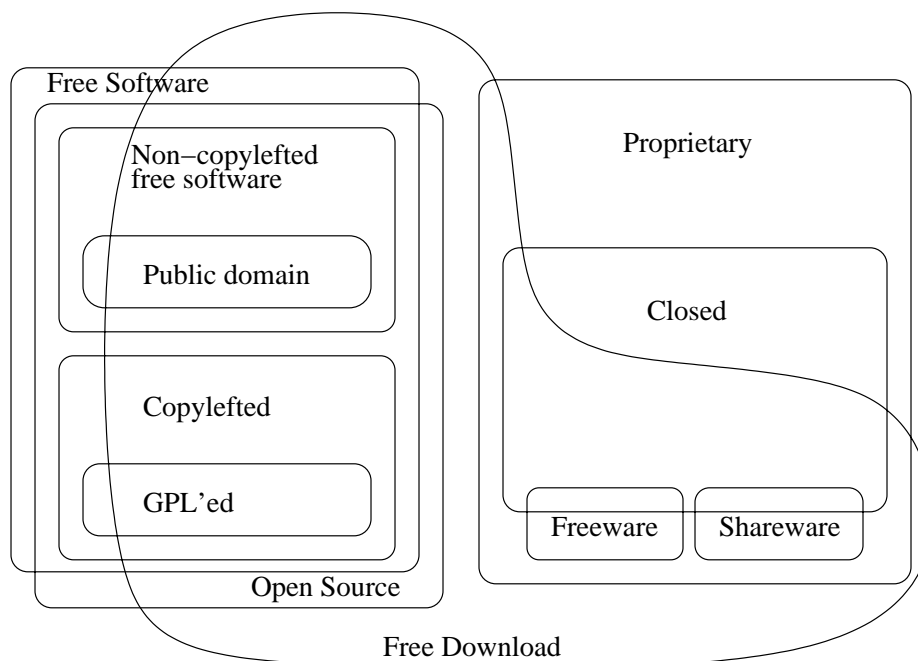 Free Software
Non−copylefted
free software
Public domain
Copylefted
GPL'ed
Open Source
Proprietary
Closed
Freeware
Shareware
Free Download